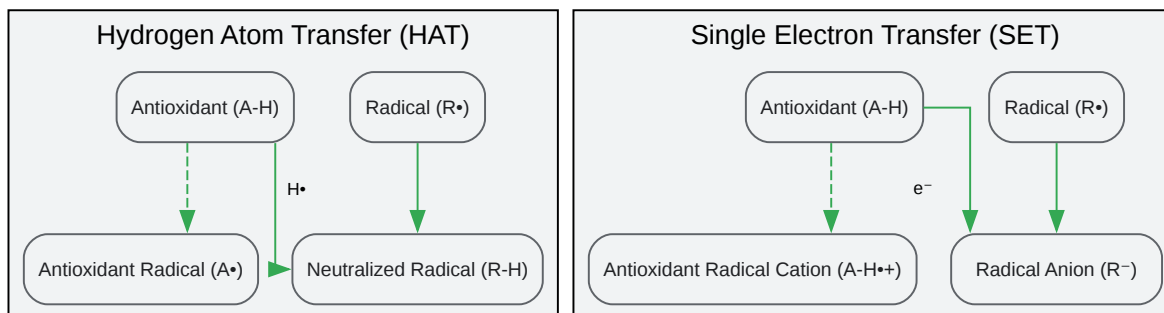 Hydrogen Atom Transfer (HAT)
Antioxidant (A-H)
Radical (R•)
H•
Antioxidant Radical (A•)
Neutralized Radical (R-H)
Single Electron Transfer (SET)
Antioxidant (A-H)
Radical (R•)
e⁻
Antioxidant Radical Cation (A-H•+)
Radical Anion (R⁻)